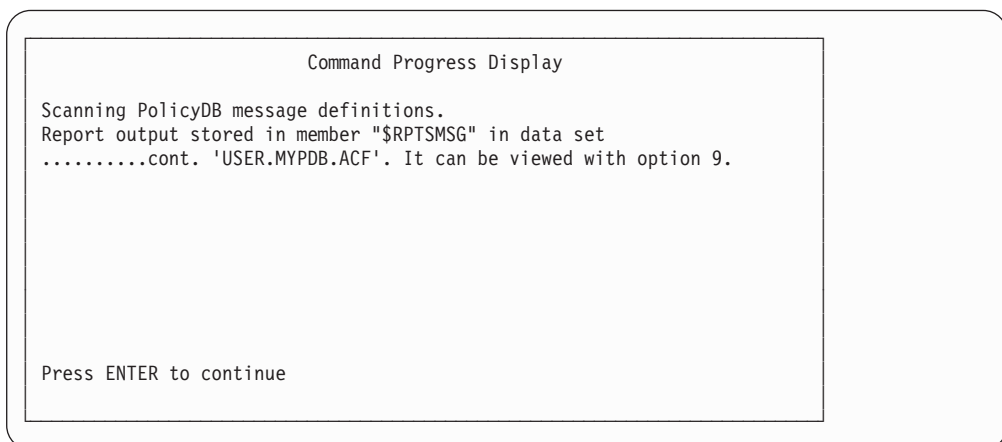 Command Progress Display
Scanning PolicyDB message definitions.
Report output stored in member "$RPTSMSG" in data set
..........cont. 'USER.MYPDB.ACF'. It can be viewed with option 9.
Press ENTER to continue